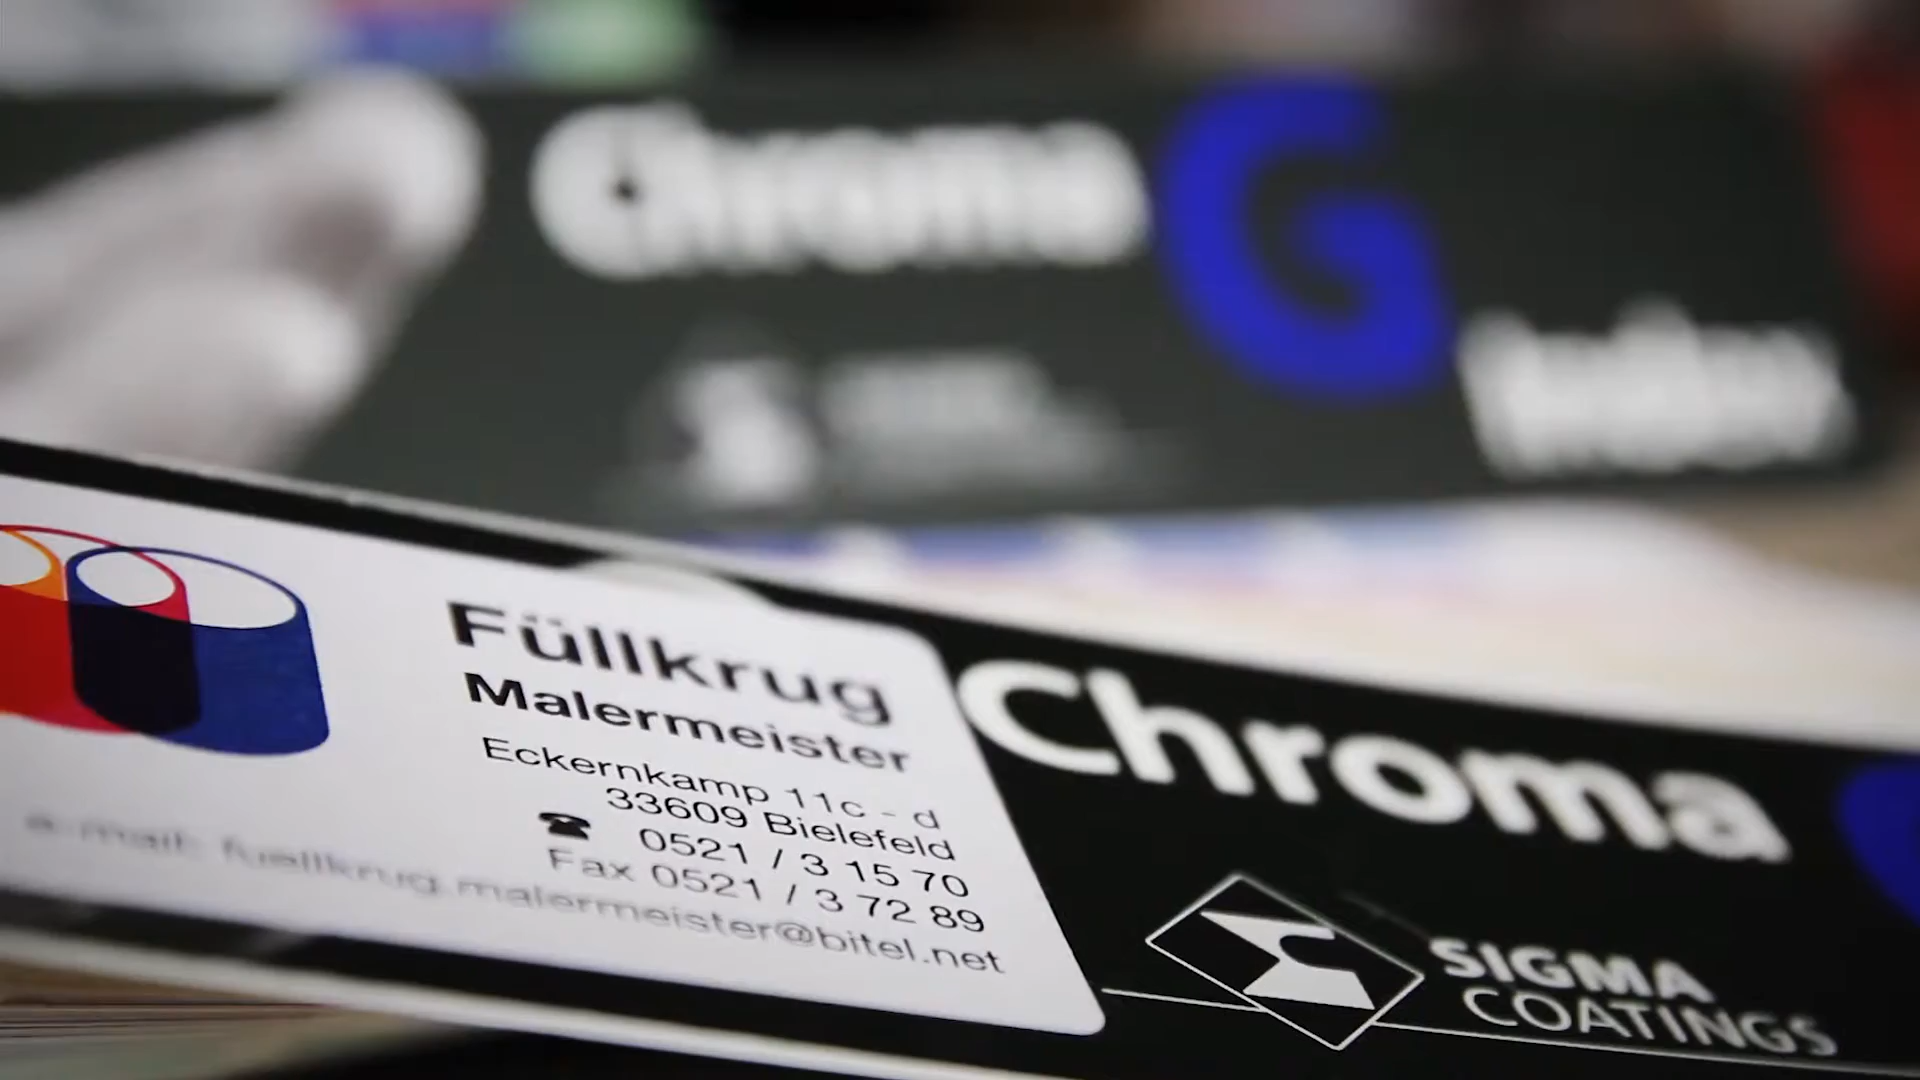 Chroma
G
Füllkrug
Malermeister
Eckernkamp 11c - d
33609 Bielefeld
☎ 0521 / 3 15 70
Fax 0521 / 3 72 89
e-mail: fuellkrug.malermeister@bitel.net
Chroma
SIGMA
COATINGS